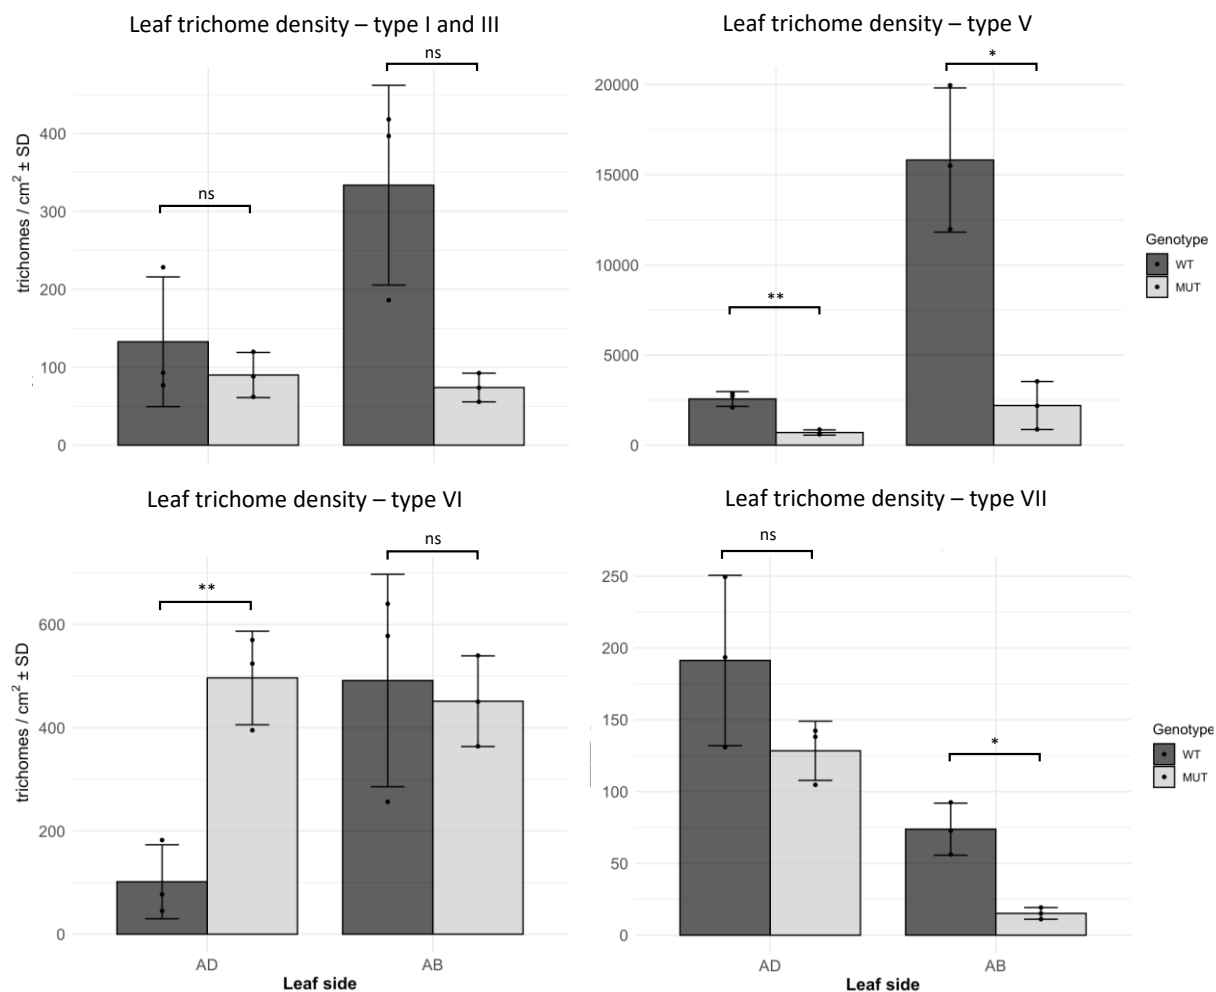 Leaf trichome density – type I and III
ns
ns
trichomes / cm² ± SD
400
300
200
100
0
Leaf trichome density – type V
*
**
20000
15000
10000
5000
0
Genotype
WT
MUT
Leaf trichome density – type VI
**
ns
trichomes / cm² ± SD
600
400
200
0
AD
AB
Leaf side
Leaf trichome density – type VII
ns
*
250
200
150
100
50
0
AD
AB
Leaf side
Genotype
WT
MUT